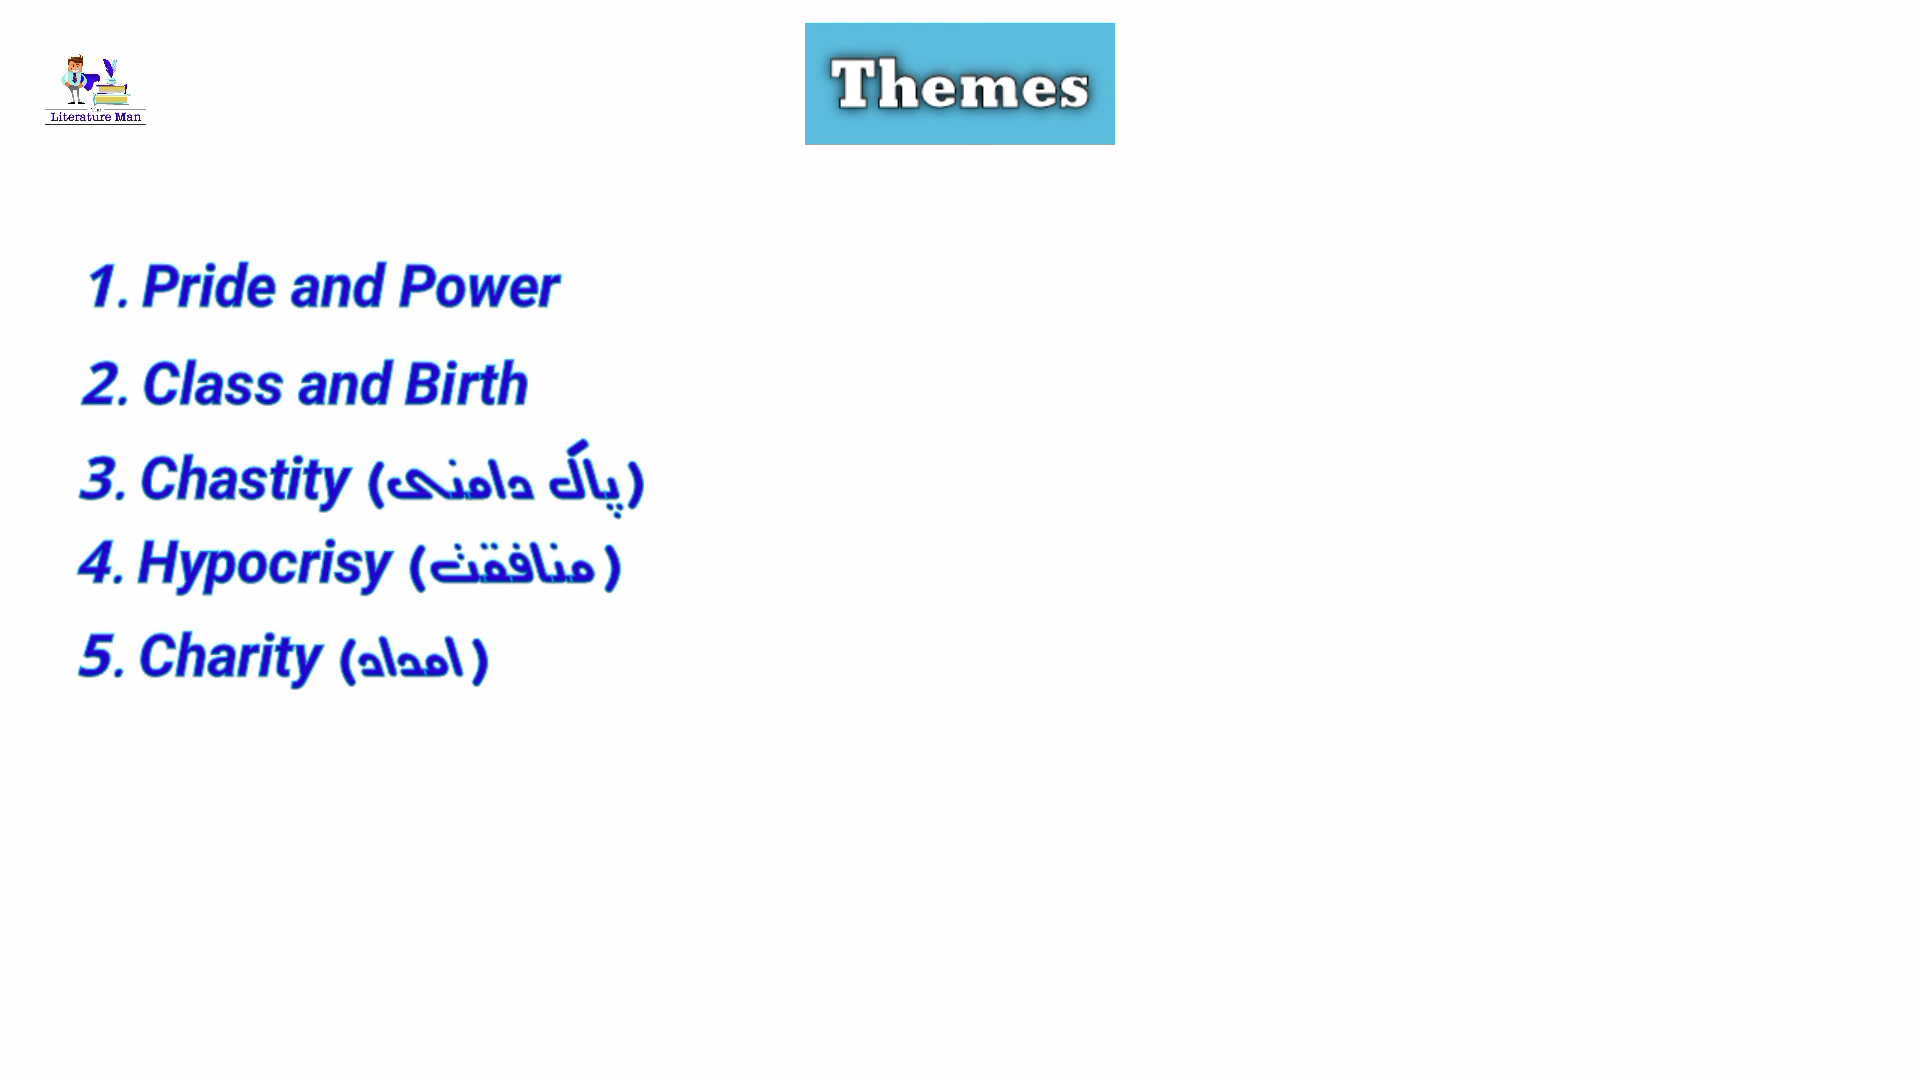 Themes
Literature Man
1. Pride and Power
2. Class and Birth
3. Chastity (پاک دامنی)
4. Hypocrisy (منافقت)
5. Charity (امداد)